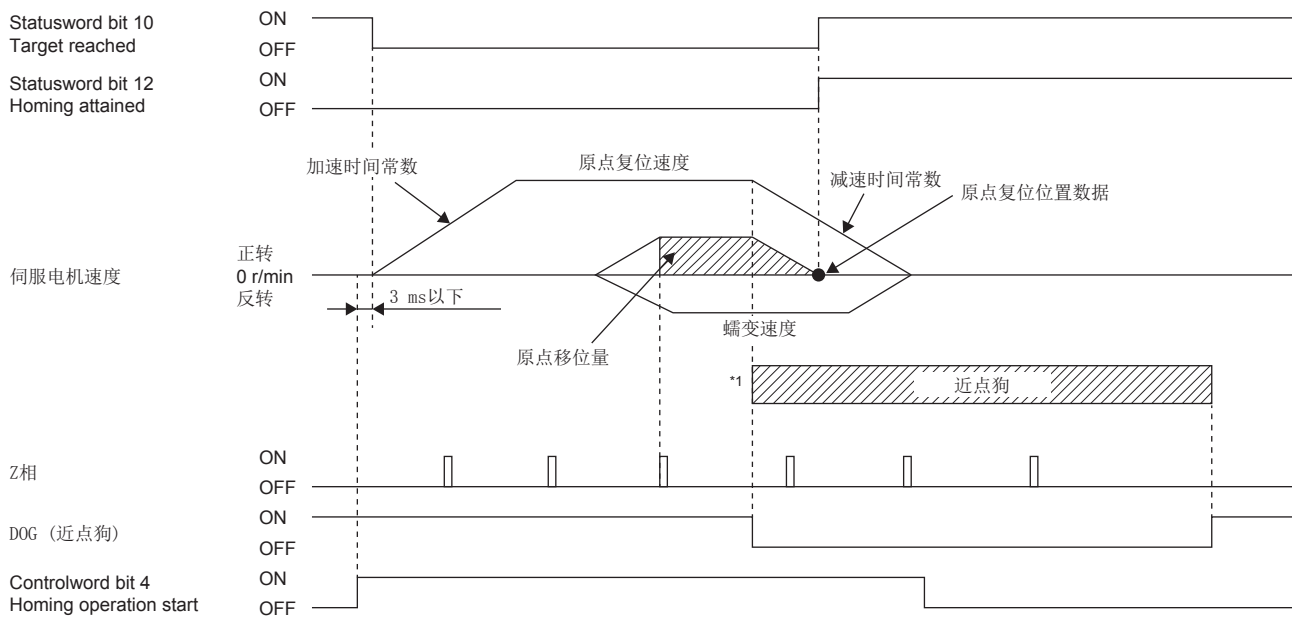 Statusword bit 10
Target reached
ON
OFF
Statusword bit 12
Homing attained
ON
OFF
加速时间常数
原点复位速度
减速时间常数
原点复位位置数据
伺服电机速度
正转
0 r/min
反转
3 ms以下
蠕变速度
原点移位量
*1
近点狗
Z相
ON
OFF
DOG (近点狗)
ON
OFF
Controlword bit 4
Homing operation start
ON
OFF